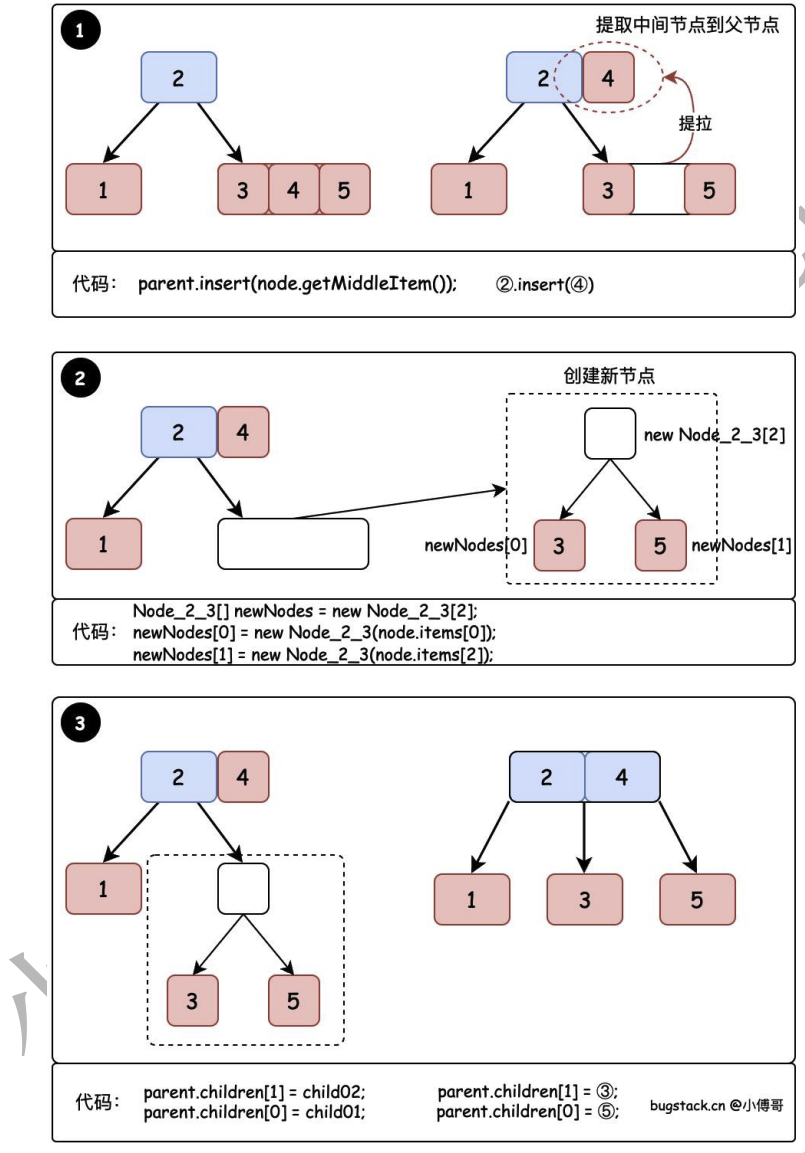 1
提取中间节点到父节点
2
2 4
提拉
1
3 4 5
1
3
5
代码： parent.insert(node.getMiddleItem()); ②.insert(④)
2
创建新节点
2 4
new Node_2_3[2]
1
newNodes[0] 3
5 newNodes[1]
Node_2_3[] newNodes = new Node_2_3[2];
代码： newNodes[0] = new Node_2_3(node.items[0]);
newNodes[1] = new Node_2_3(node.items[2]);
3
2 4
2 4
1
1
3
5
3
5
代码：
parent.children[1] = child02;
parent.children[0] = child01;
parent.children[1] = ③;
parent.children[0] = ⑤;
bugstack.cn @小傅哥